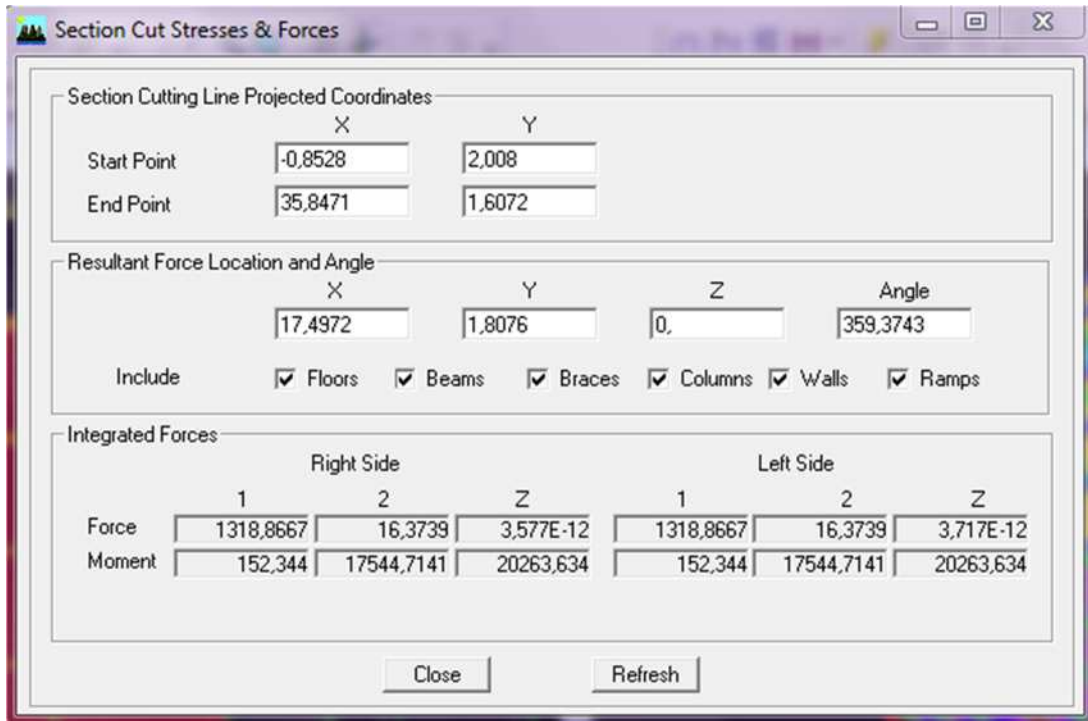 Section Cut Stresses & Forces
Section Cutting Line Projected Coordinates
X Y
Start Point -0,8528 2,008
End Point 35,8471 1,6072
Resultant Force Location and Angle
X Y Z Angle
17,4972 1,8076 0, 359,3743
Include Floors Beams Braces Columns Walls Ramps
Integrated Forces
Right Side Left Side
1 2 Z 1 2 Z
Force 1318,8667 16,3739 3,577E-12 1318,8667 16,3739 3,717E-12
Moment 152,344 17544,7141 20263,634 152,344 17544,7141 20263,634
Close Refresh